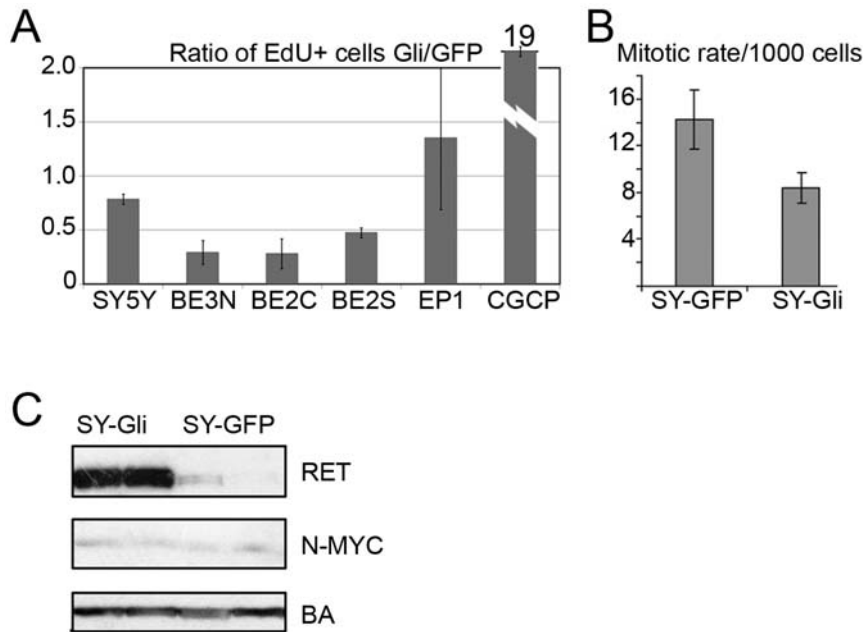 A
Ratio of EdU+ cells Gli/GFP
19
2.0
1.5
1.0
0.5
0
SY5Y BE3N BE2C BE2S EP1 CGCP
B
Mitotic rate/1000 cells
16
14
12
8
4
SY-GFP SY-Gli
C
SY-Gli SY-GFP
RET
N-MYC
BA